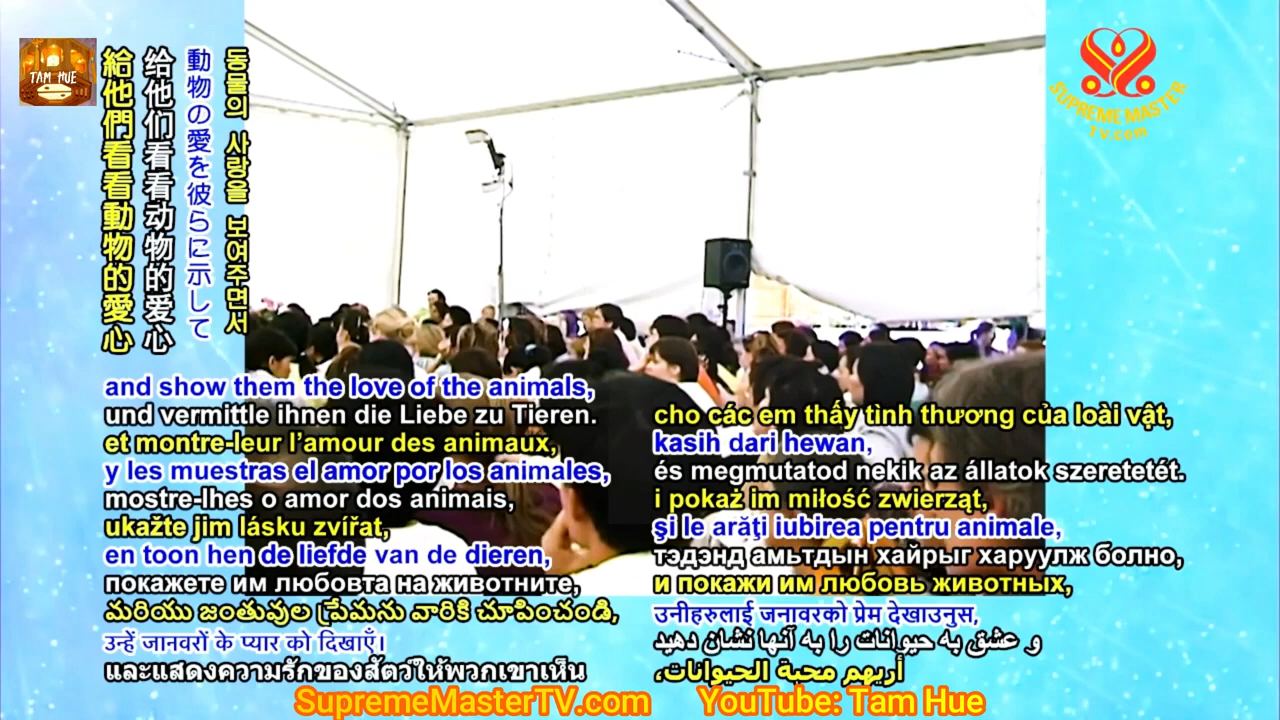 TAM HUE
SUPREME MASTER
TV.com
給他們看看動物的愛心
给他们看看动物的爱心
動物の愛を彼らに示して
동물의 사랑을 보여주면서
and show them the love of the animals,
und vermittle ihnen die Liebe zu Tieren.
et montre-leur l’amour des animaux,
y les muestras el amor por los animales,
mostre-lhes o amor dos animais,
ukažte jim lásku zvířat,
en toon hen de liefde van de dieren,
покажете им любовта на животните,
మరియు జంతువుల ప్రేమను వారికి చూపించండి,
उन्हें जानवरों के प्यार को दिखाएँ।
และแสดงความรักของสัตว์ให้พวกเขาเห็น
cho các em thấy tình thương của loài vật,
kasih dari hewan,
és megmutatod nekik az állatok szeretetét.
i pokaż im miłość zwierząt,
şi le arăţi iubirea pentru animale,
тэдэнд амьтдын хайрыг харуулж болно,
и покажи им любовь животных,
उनीहरुलाई जनावरको प्रेम देखाउनुस,
و عشق به حیوانات را به آنها نشان دهید
أريهم محبة الحيوانات،
SupremeMasterTV.com YouTube: Tam Hue